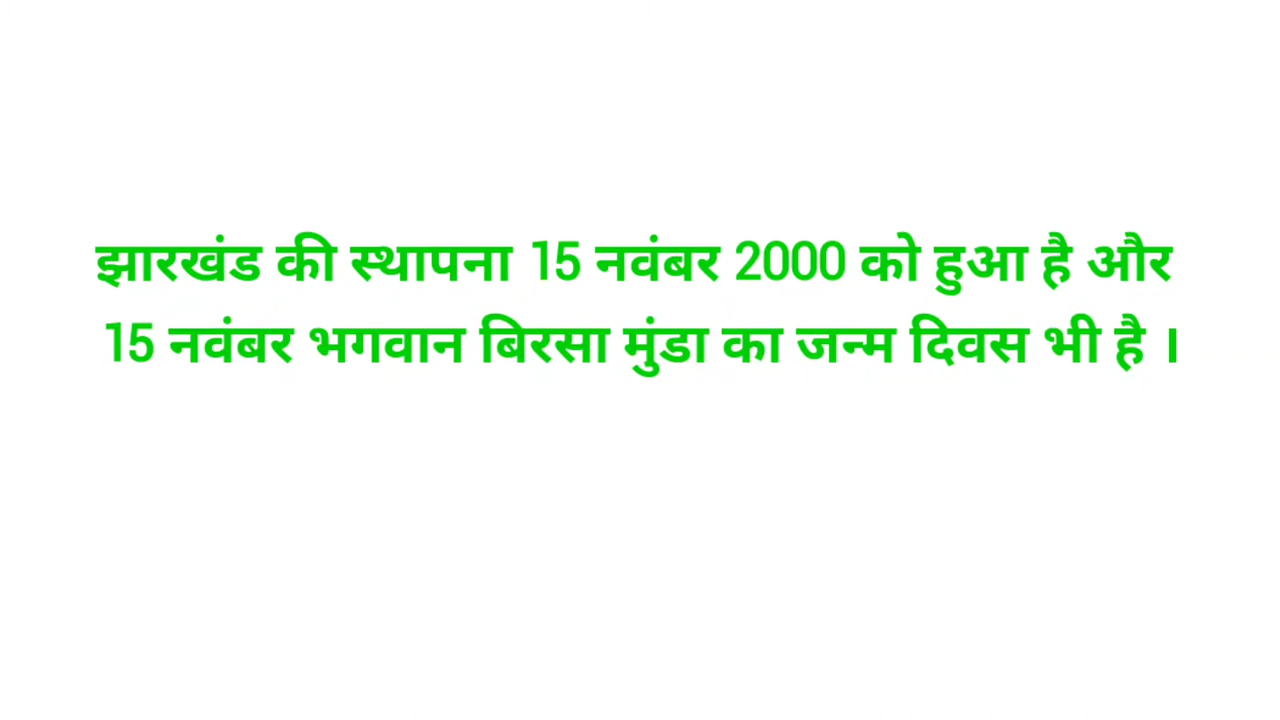 झारखंड की स्थापना 15 नवंबर 2000 को हुआ है और
15 नवंबर भगवान बिरसा मुंडा का जन्म दिवस भी है ।